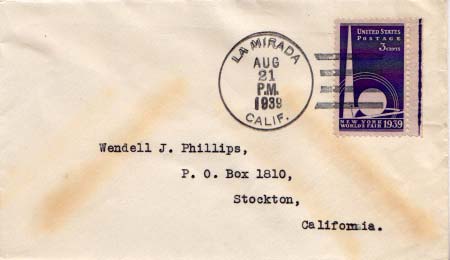 LA MIRADA
AUG
21
P.M.
1939
CALIF.
UNITED STATES
POSTAGE
3 CENTS
NEW YORK
WORLD'S FAIR 1939
Wendell J. Phillips,
P. O. Box 1810,
Stockton,
California.